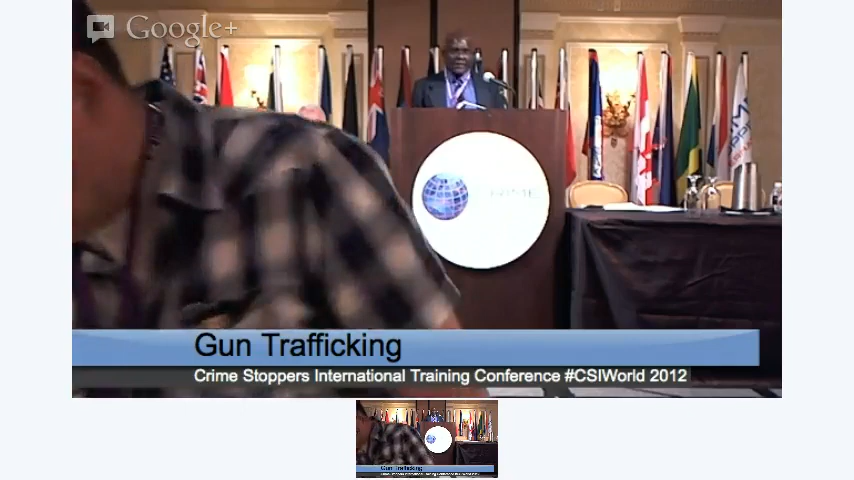 Google+
Gun Trafficking
Crime Stoppers International Training Conference #CSIWorld 2012